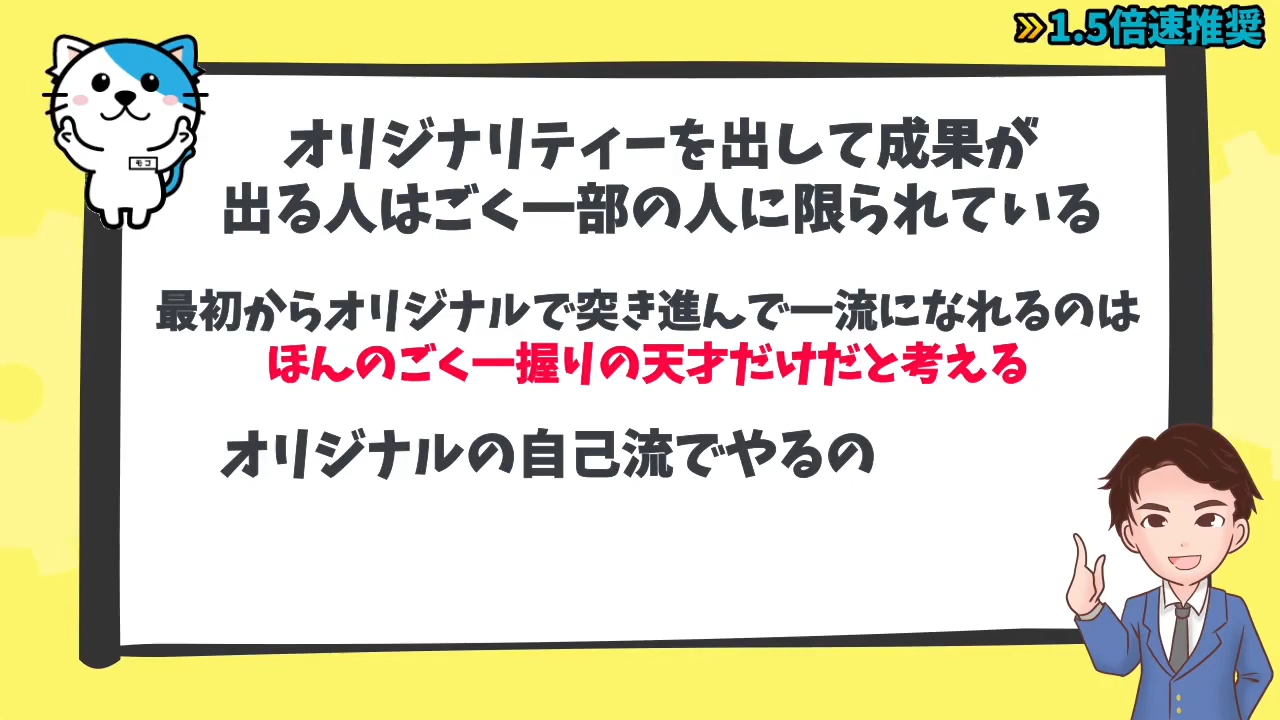 1.5倍速推奨
モコ
オリジナリティーを出して成果が
出る人はごく一部の人に限られている
最初からオリジナルで突き進んで一流になれるのは
ほんのごく一握りの天才だけだと考える
オリジナルの自己流でやるの